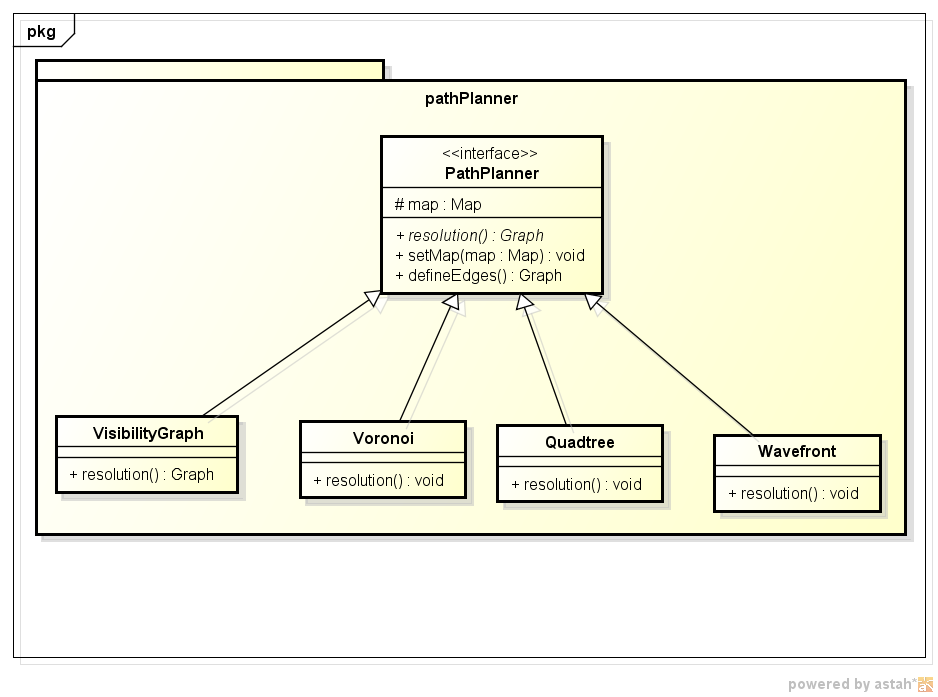 pkg
pathPlanner
<<interface>>
PathPlanner
# map : Map
+ resolution() : Graph
+ setMap(map : Map) : void
+ defineEdges() : Graph
VisibilityGraph
+ resolution() : Graph
Voronoi
+ resolution() : void
Quadtree
+ resolution() : void
Wavefront
+ resolution() : void
powered by astah*